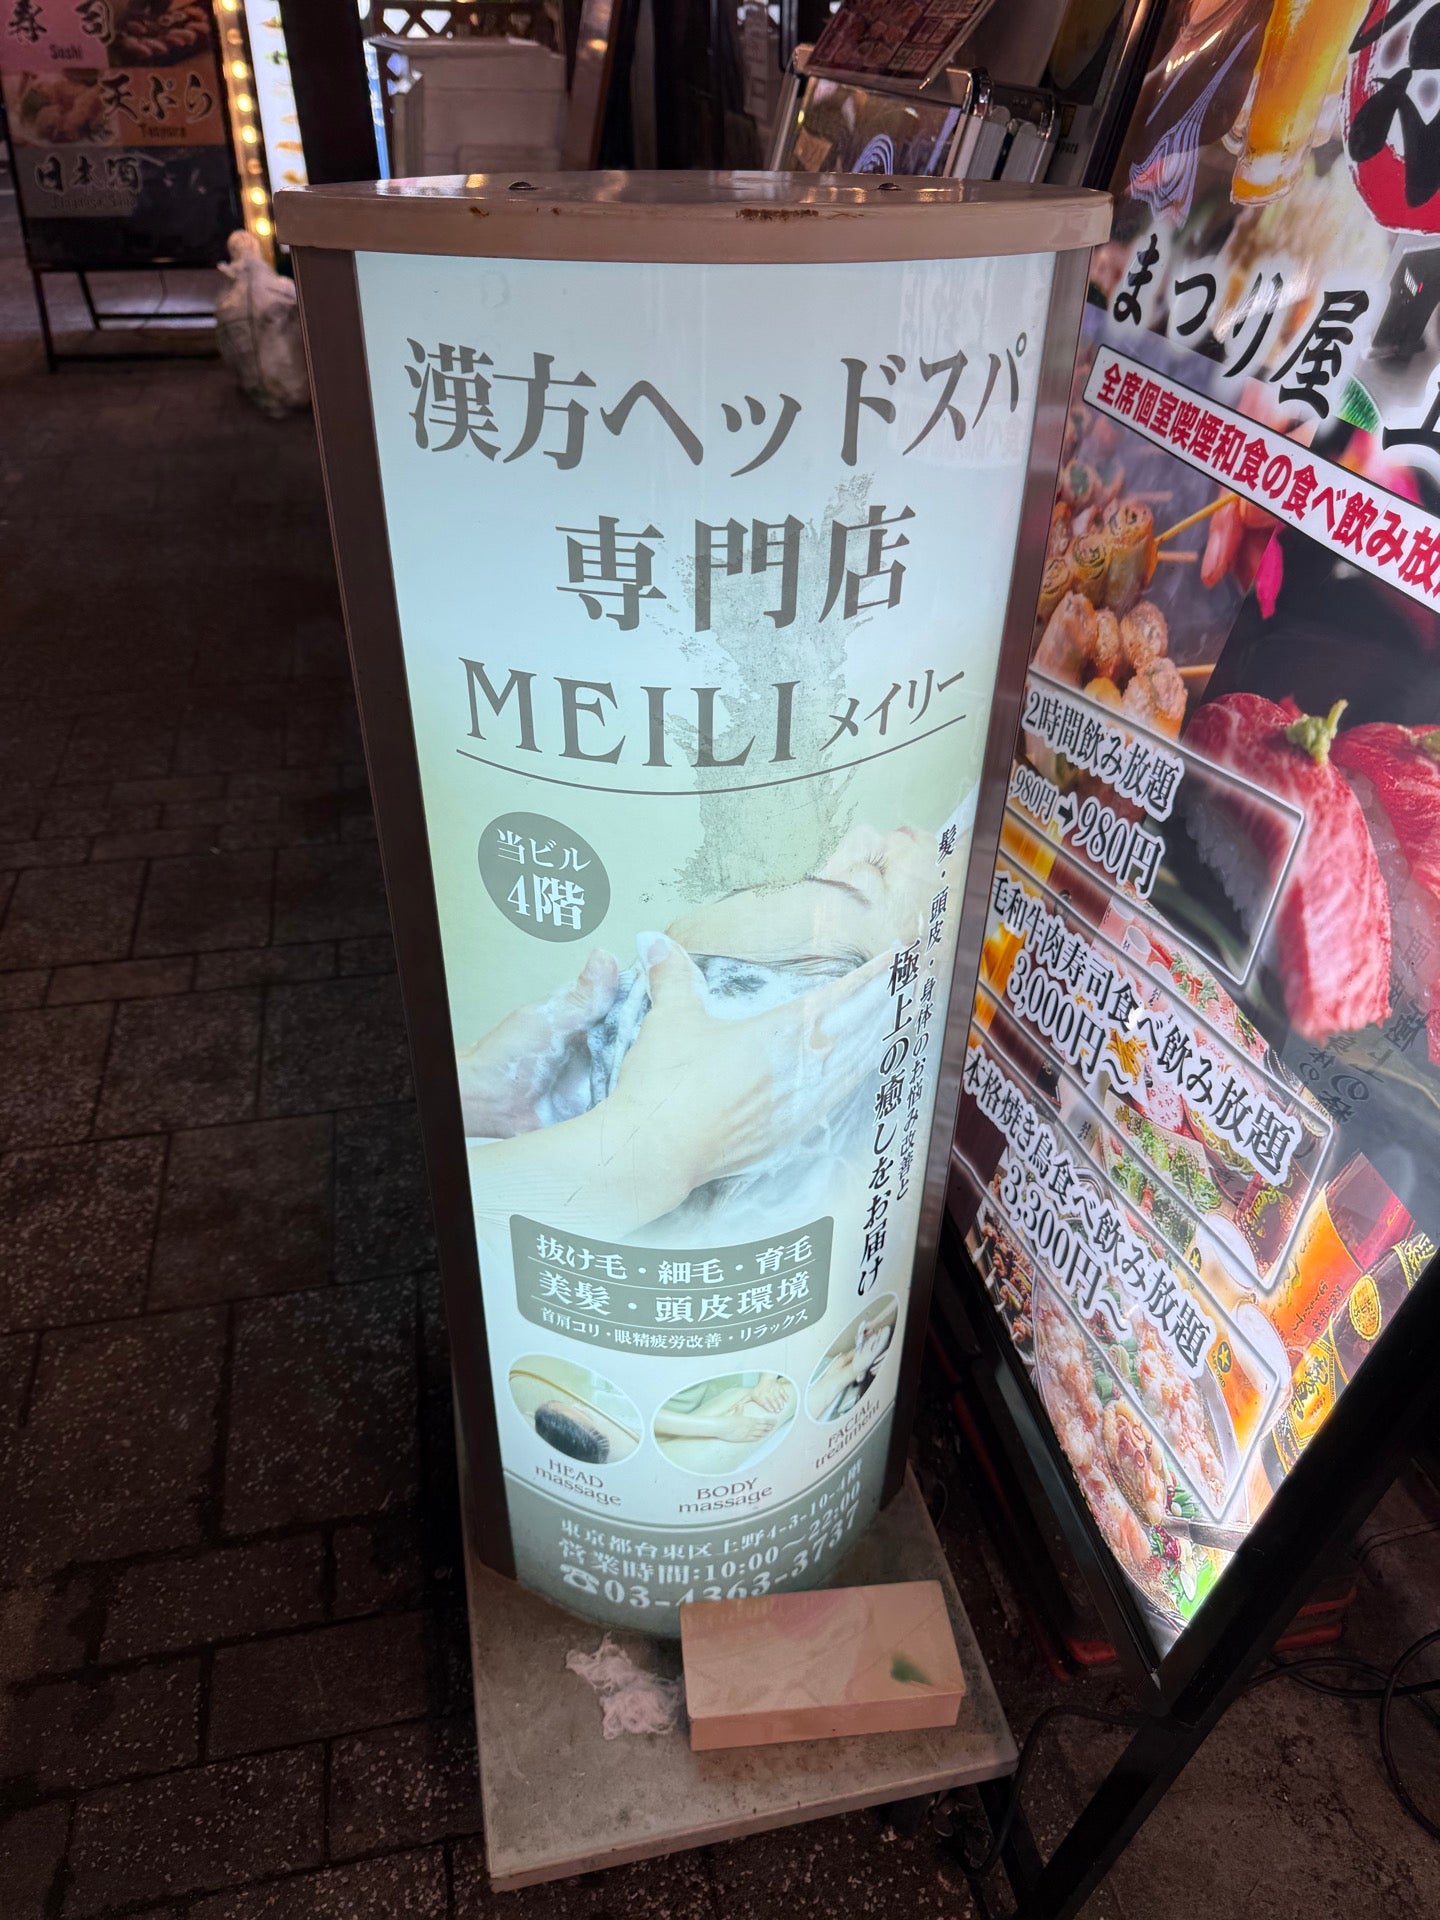 寿司
Sushi
天ぷら
Tenpura
日本酒
漢方ヘッドスパ
専門店
MEILI メイリー
当ビル
4階
髪・頭皮・身体のお悩み改善と
極上の癒しをお届け
抜け毛・細毛・育毛
美髪・頭皮環境
首肩コリ・眼精疲労改善・リラックス
HEAD
massage
BODY
massage
FACIAL
treatment
東京都台東区上野4-3-10-4階
営業時間:10:00〜22:00
☎03-4363-3737
まつり屋 上
全席個室喫煙和食の食べ飲み放
2時間飲み放題
980円→980円
毛和牛肉寿司食べ飲み放題
3,000円〜
本格焼き鳥食べ飲み放題
3,300円〜